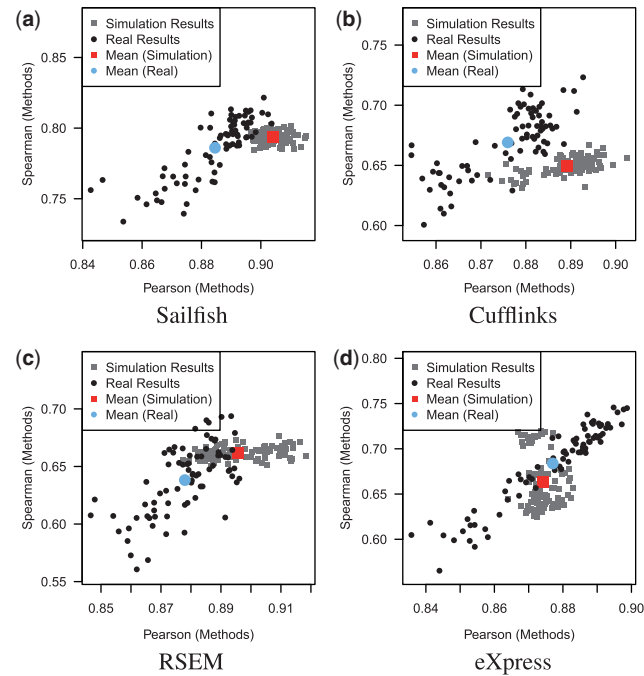 (a)
Simulation Results
Real Results
Mean (Simulation)
Mean (Real)
0.85
0.80
0.75
Spearman (Methods)
0.84 0.86 0.88 0.90
Pearson (Methods)
Sailfish
(b)
Simulation Results
Real Results
Mean (Simulation)
Mean (Real)
0.75
0.70
0.65
0.60
Spearman (Methods)
0.86 0.87 0.88 0.89 0.90
Pearson (Methods)
Cufflinks
(c)
Simulation Results
Real Results
Mean (Simulation)
Mean (Real)
0.70
0.65
0.60
0.55
Spearman (Methods)
0.85 0.87 0.89 0.91
Pearson (Methods)
RSEM
(d)
Simulation Results
Real Results
Mean (Simulation)
Mean (Real)
0.80
0.75
0.70
0.65
0.60
Spearman (Methods)
0.84 0.86 0.88 0.90
Pearson (Methods)
eXpress